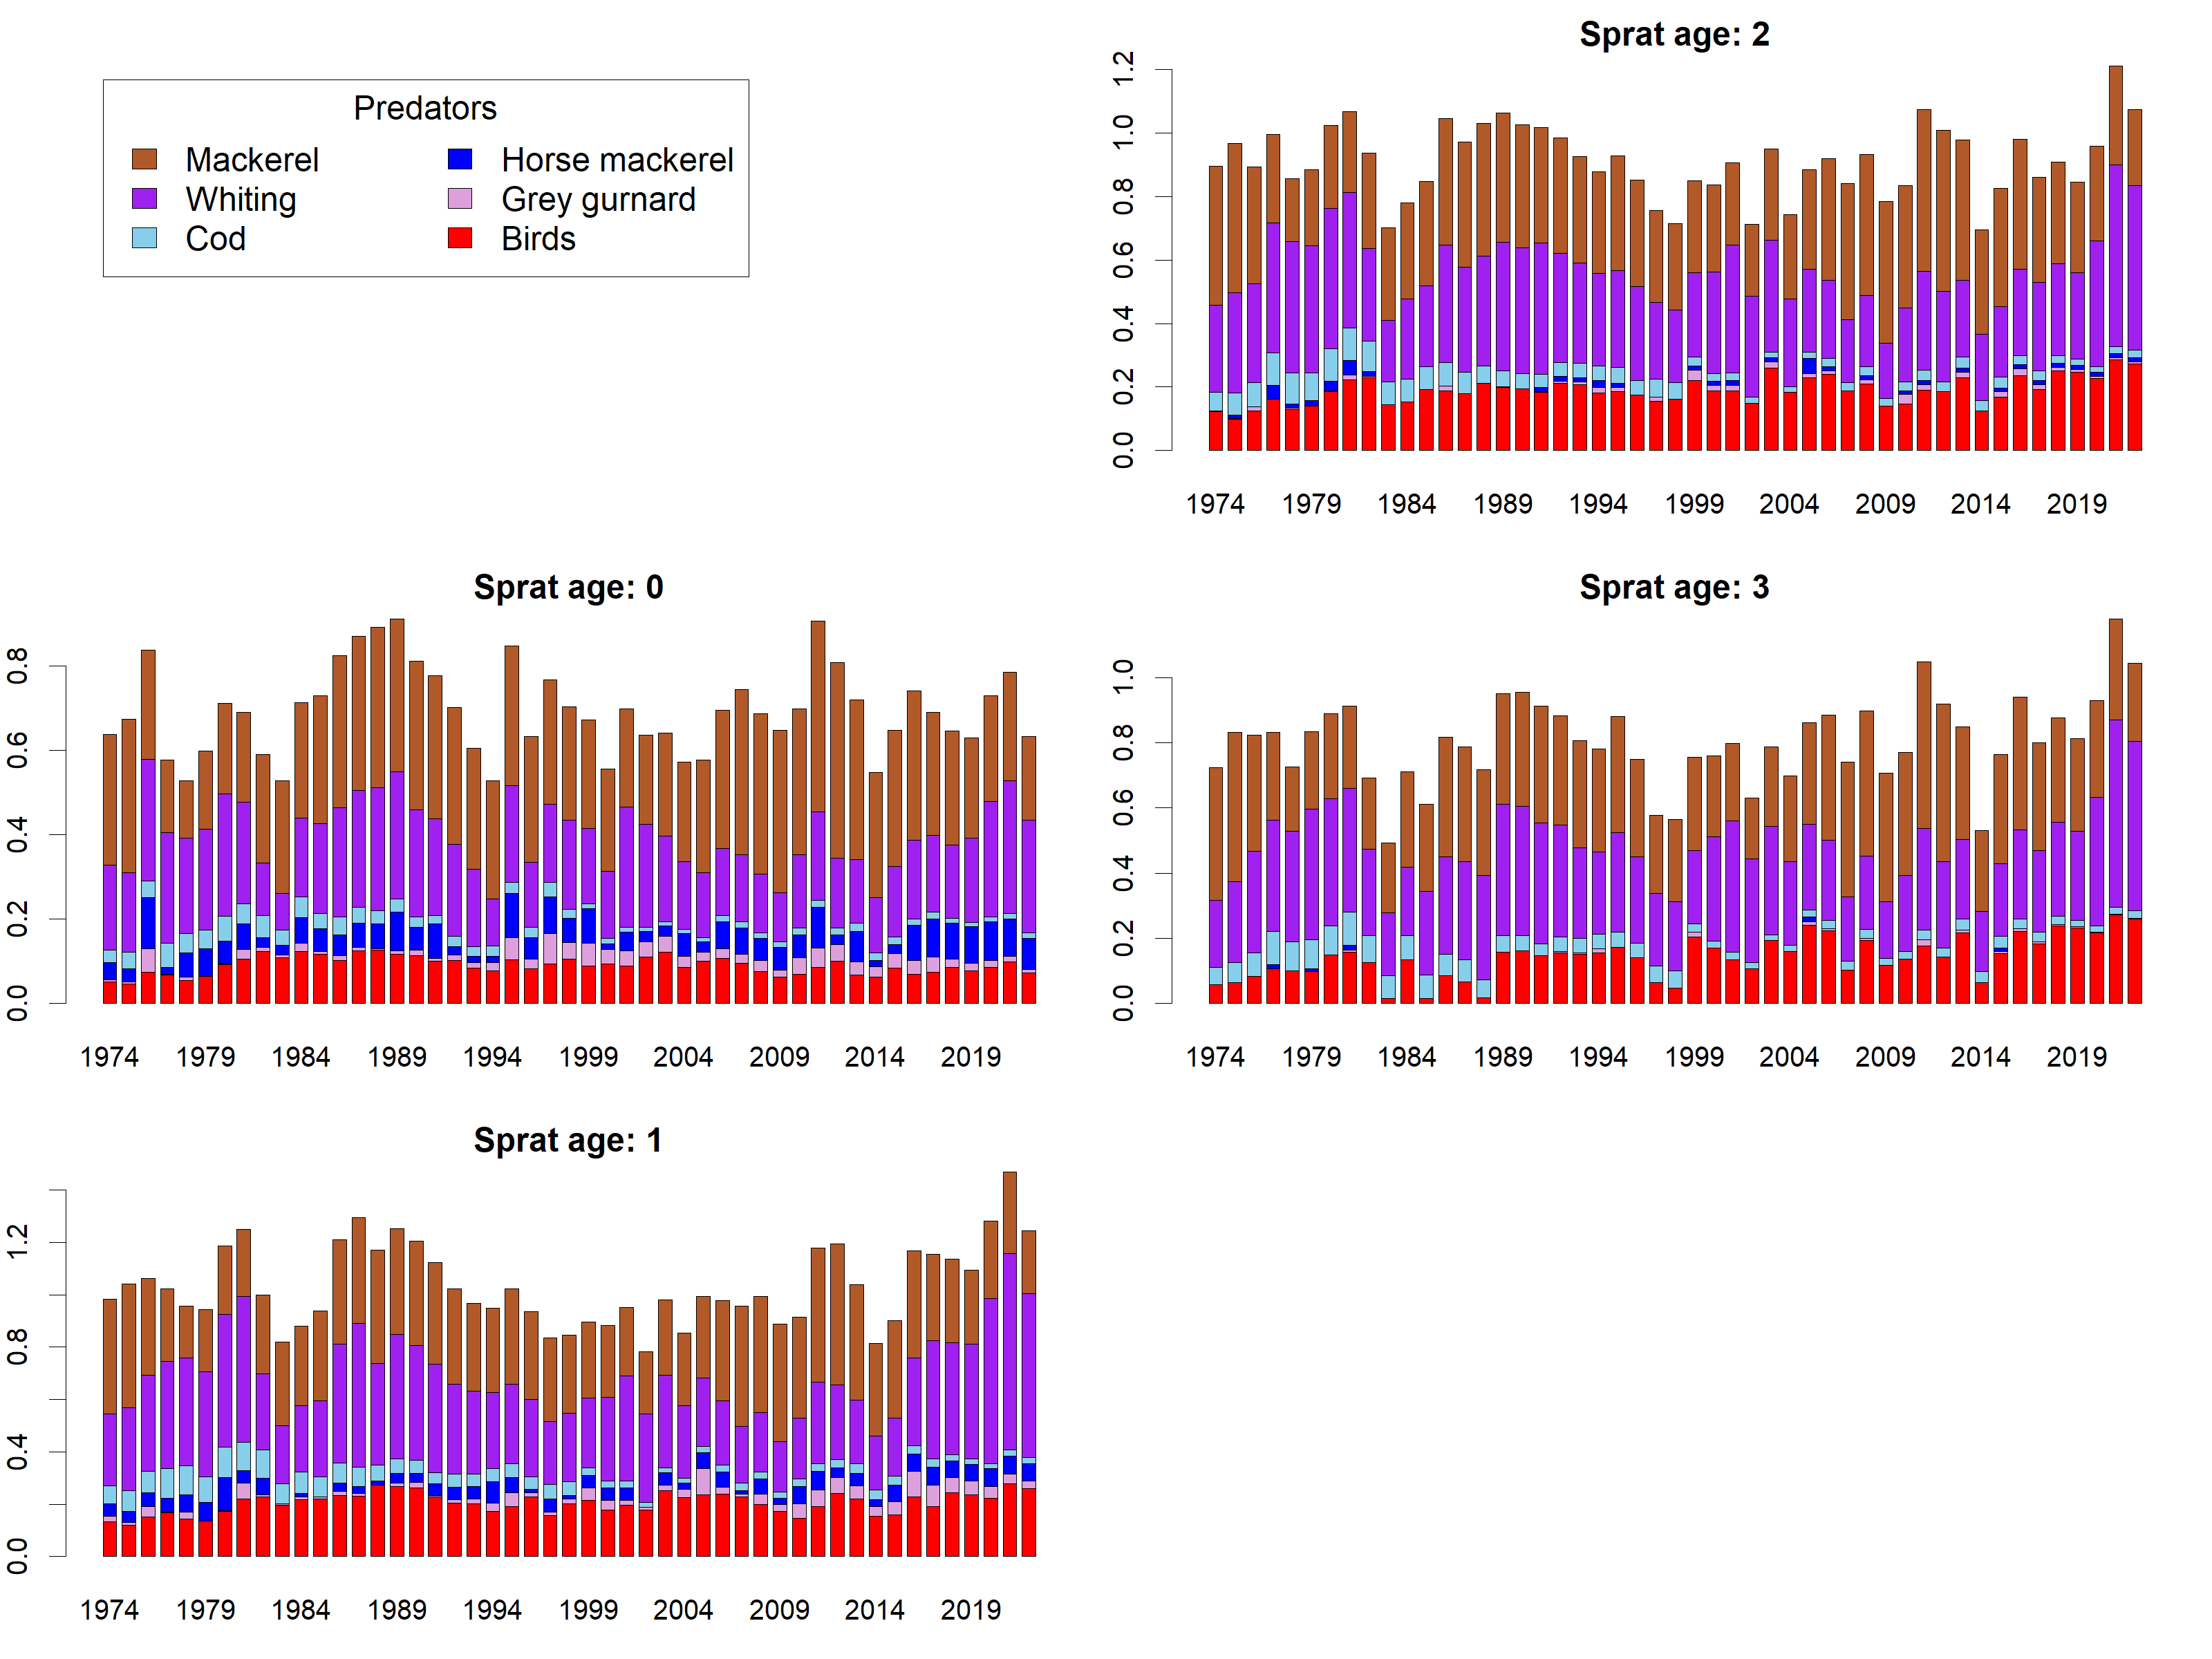 Predators
Mackerel Horse mackerel
Whiting Grey gurnard
Cod Birds
Sprat age: 2
0.0 0.2 0.4 0.6 0.8 1.0 1.2
1974 1979 1984 1989 1994 1999 2004 2009 2014 2019
Sprat age: 0
0.0 0.2 0.4 0.6 0.8
1974 1979 1984 1989 1994 1999 2004 2009 2014 2019
Sprat age: 3
0.0 0.2 0.4 0.6 0.8 1.0
1974 1979 1984 1989 1994 1999 2004 2009 2014 2019
Sprat age: 1
0.0 0.4 0.8 1.2
1974 1979 1984 1989 1994 1999 2004 2009 2014 2019